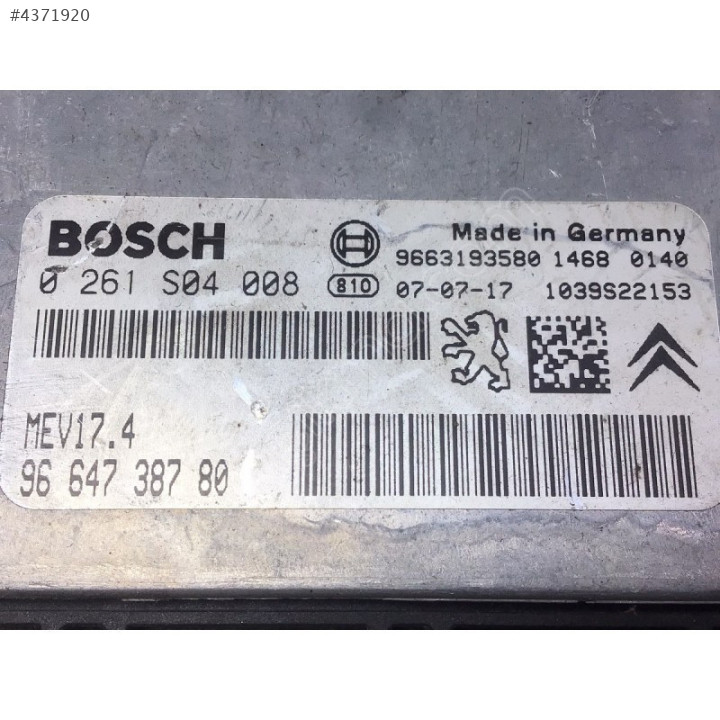 #4371920
BOSCH
Made in Germany
9663193580 1468 0140
0 261 S04 008
810 07-07-17 1039S22153
MEV17.4
96 647 387 80